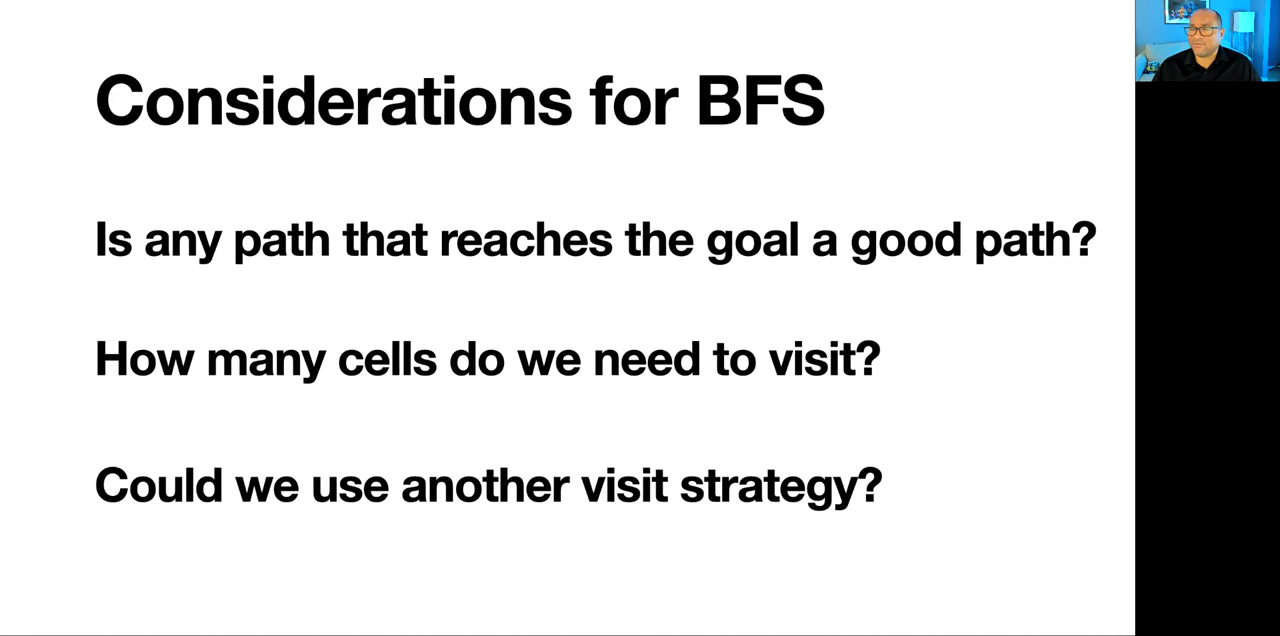 Considerations for BFS
Is any path that reaches the goal a good path?
How many cells do we need to visit?
Could we use another visit strategy?